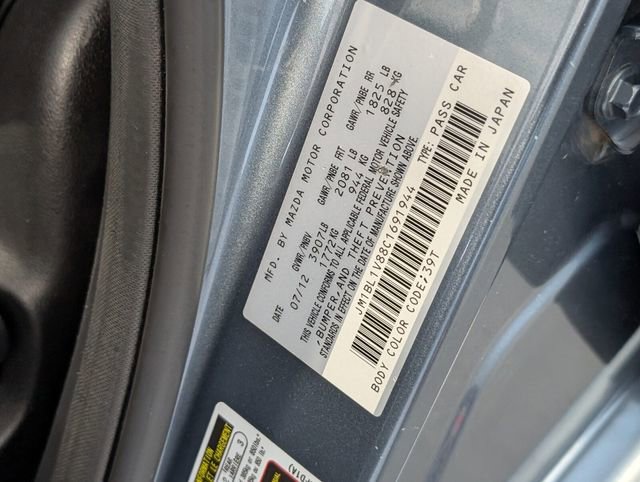 MFD. BY MAZDA MOTOR CORPORATION
DATE GVWR/PNBV GAWR/PNBE FRT GAWR/PNBE RR
07/12 3907LB 2081 LB 1825 LB
1772KG 944 KG 828 KG
THIS VEHICLE CONFORMS TO ALL APPLICABLE FEDERAL MOTOR VEHICLE SAFETY
/BUMPER,AND THEFT PREVENTION
STANDARDS IN EFFECT ON THE DATE OF MANUFACTURE SHOWN ABOVE.
JM1BL1V88C1691944 TYPE: PASS CAR
BODY COLOR CODE:39T MADE IN JAPAN